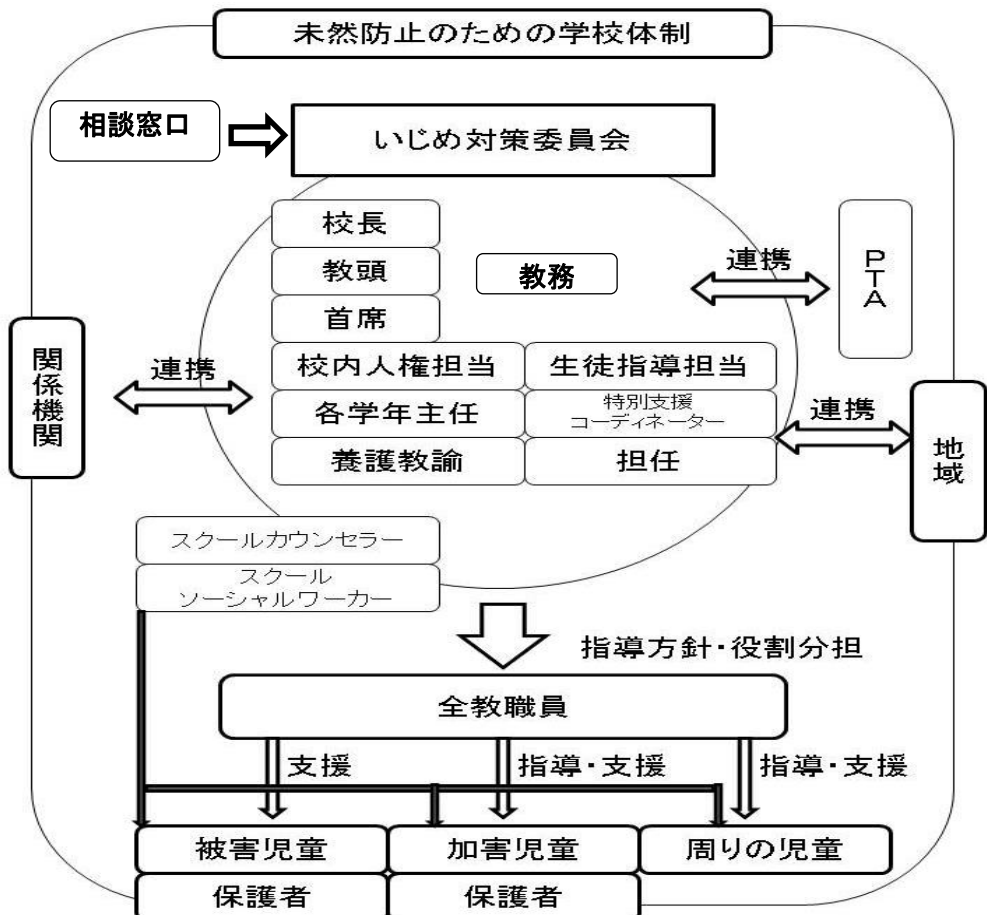 未然防止のための学校体制
相談窓口
いじめ対策委員会
校長
教頭
教務
首席
連携
PTA
関係機関
連携
校内人権担当
生徒指導担当
各学年主任
特別支援
コーディネーター
連携
地域
養護教諭
担任
スクールカウンセラー
スクール
ソーシャルワーカー
指導方針・役割分担
全教職員
支援
指導・支援
指導・支援
被害児童
加害児童
周りの児童
保護者
保護者